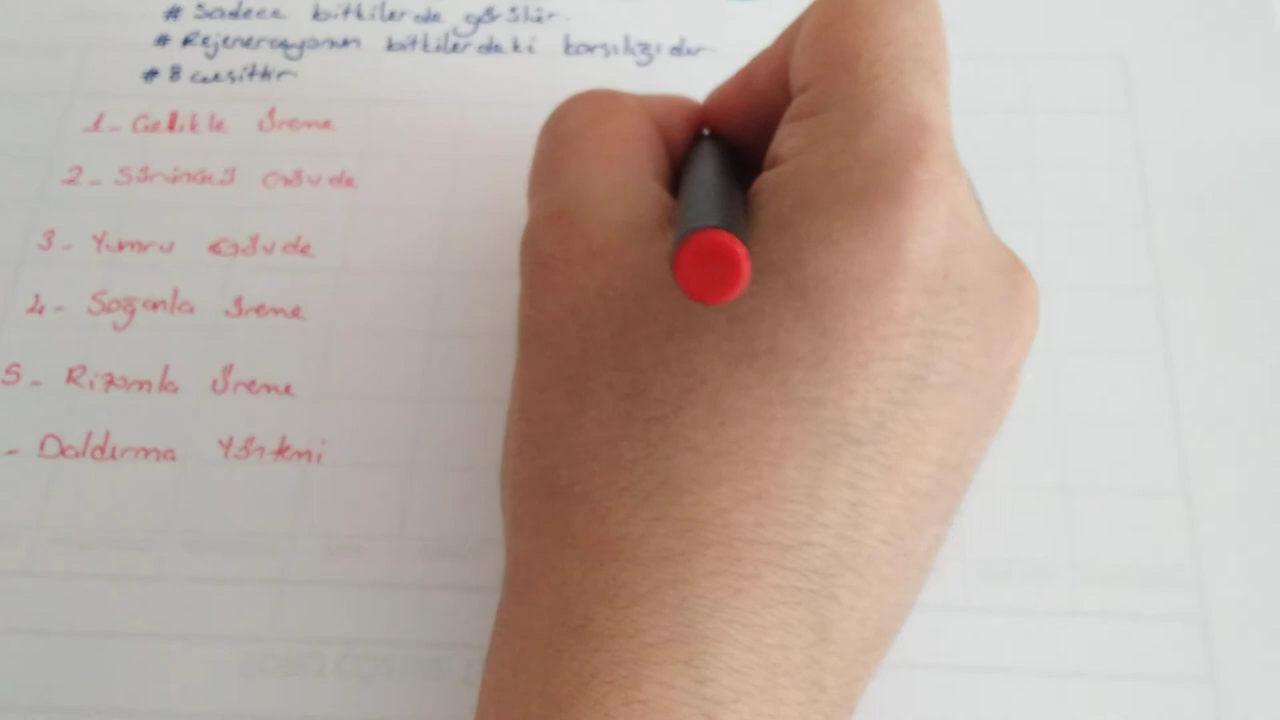 # Sadece bitkilerde görülür.
# Rejenerasyonun bitkilerdeki karşılığıdır
# 8 çeşittir
1- Çelikle Üreme
2- Sürünücü Gövde
3- Yumru Gövde
4- Soğanla Üreme
5- Rizomla Üreme
- Daldırma Yöntemi